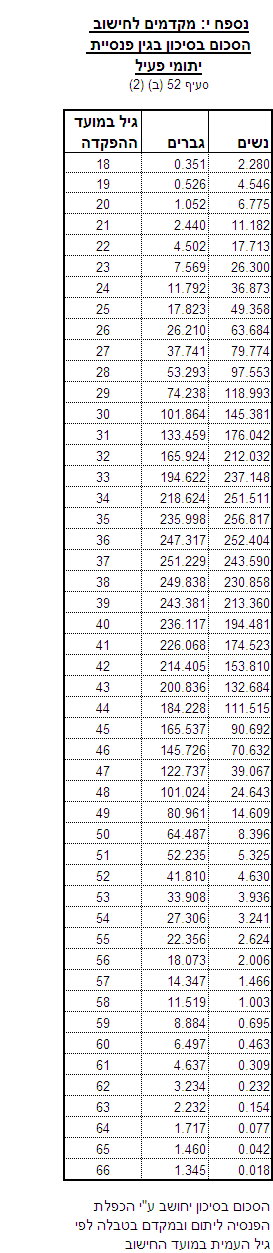 נספח י: מקדמים לחישוב
הסכום בסיכון בגין פנסיית
יתומי פעיל
סעיף 52 (ב) (2)
גיל במועד ההפקדה גברים נשים
18 0.351 2.280
19 0.526 4.546
20 1.052 6.775
21 2.440 11.182
22 4.502 17.713
23 7.569 26.300
24 11.792 36.873
25 17.823 49.358
26 26.210 63.684
27 37.741 79.774
28 53.293 97.553
29 74.238 118.993
30 101.864 145.381
31 133.459 176.042
32 165.924 212.032
33 194.622 237.148
34 218.624 251.511
35 235.998 256.817
36 247.317 252.404
37 251.229 243.590
38 249.838 230.858
39 243.381 213.360
40 236.117 194.481
41 226.068 174.523
42 214.405 153.810
43 200.836 132.684
44 184.228 111.515
45 165.537 90.692
46 145.726 70.632
47 122.737 39.067
48 101.024 24.643
49 80.961 14.609
50 64.487 8.396
51 52.235 5.325
52 41.810 4.630
53 33.908 3.936
54 27.306 3.241
55 22.356 2.624
56 18.073 2.006
57 14.347 1.466
58 11.519 1.003
59 8.884 0.695
60 6.497 0.463
61 4.637 0.309
62 3.234 0.232
63 2.232 0.154
64 1.717 0.077
65 1.460 0.042
66 1.345 0.018
הסכום בסיכון יחושב ע"י הכפלת
הפנסיה ליתום ובמקדם בטבלה לפי
גיל העמית במועד החישוב